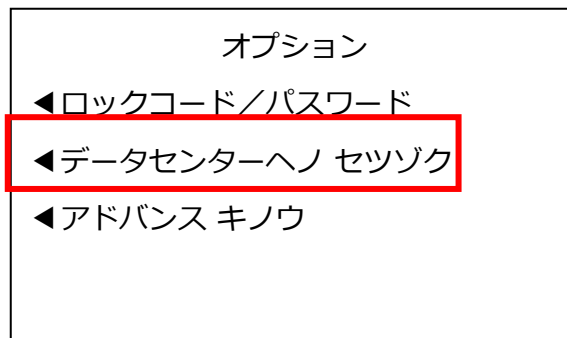 オプション
◀ロックコード／パスワード
◀データセンターヘノ セツゾク
◀アドバンス キノウ